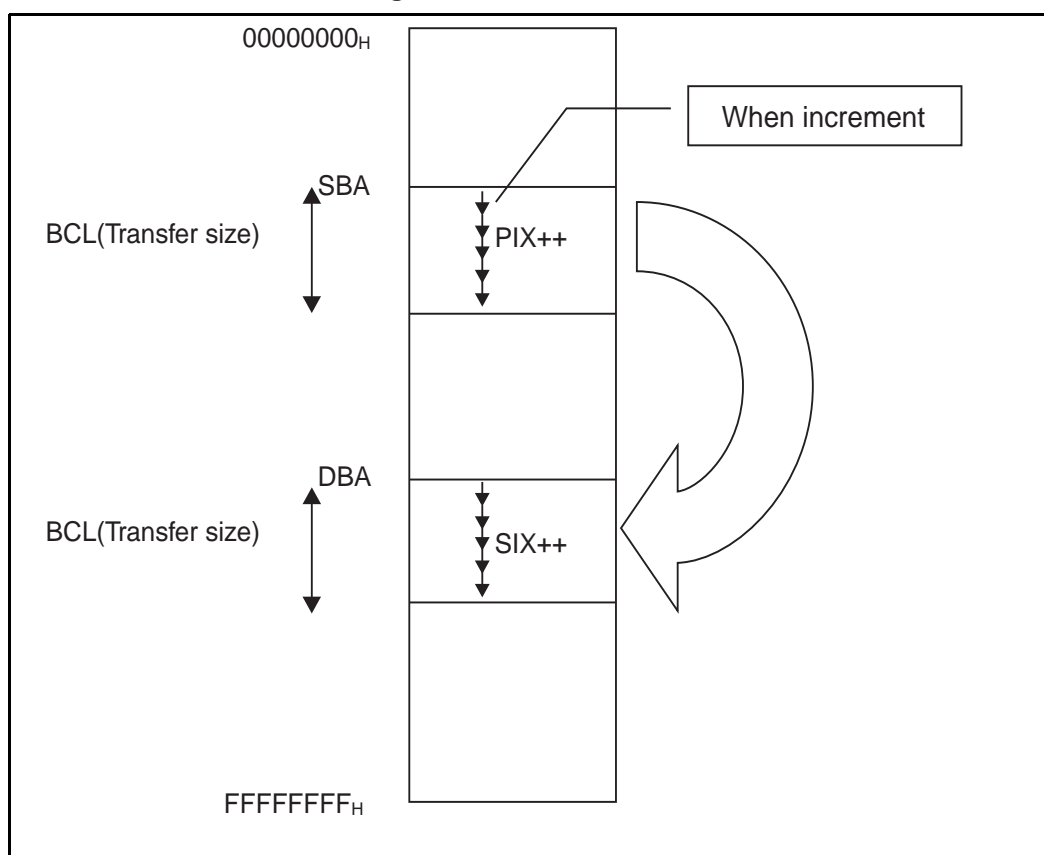 00000000H
When increment
SBA
BCL(Transfer size)
PIX++
DBA
BCL(Transfer size)
SIX++
FFFFFFFFH